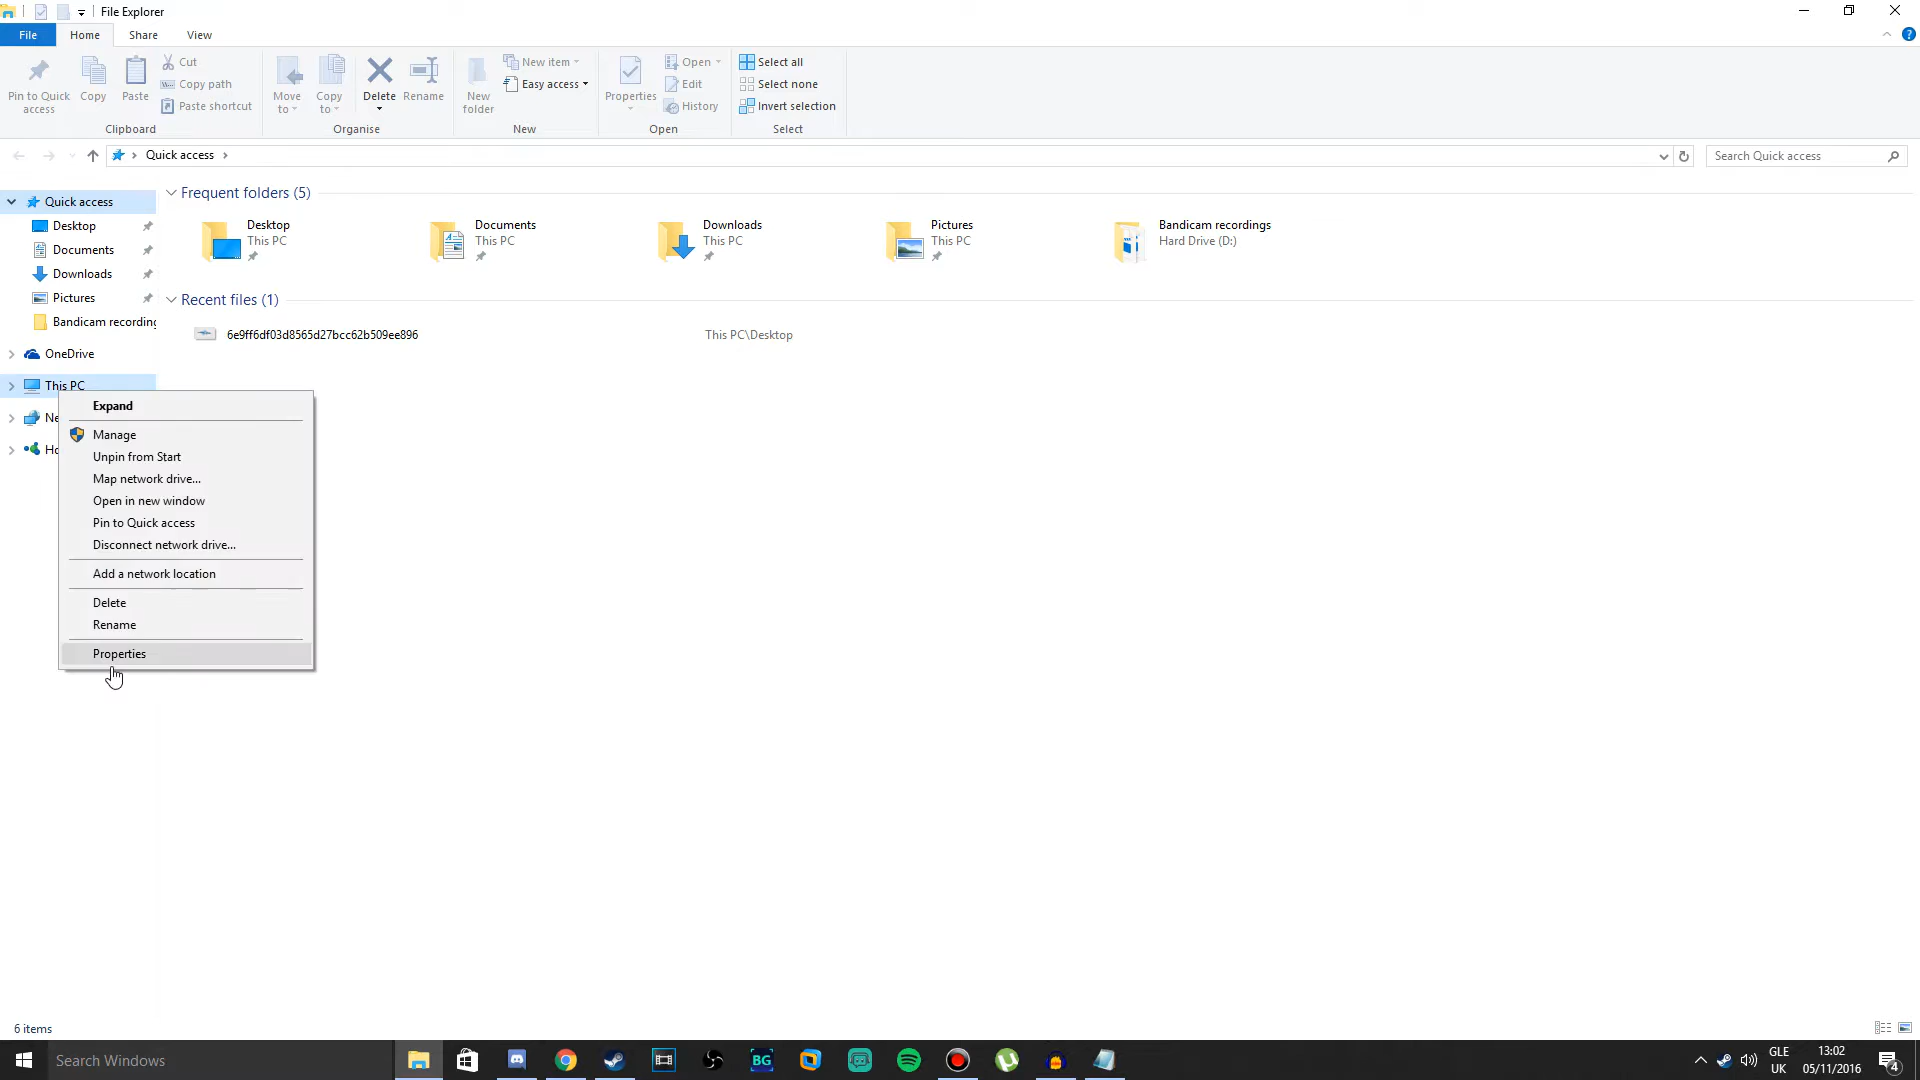 File Explorer
File Home Share View
Pin to Quick access
Copy
Paste
Cut
Copy path
Paste shortcut
Clipboard
Move to
Copy to
Delete
Rename
Organise
New folder
New item
Easy access
New
Properties
Open
Edit
History
Open
Select all
Select none
Invert selection
Select
Quick access
Search Quick access
Quick access
Desktop
Documents
Downloads
Pictures
Bandicam recording
OneDrive
This PC
Ne
Ho
Frequent folders (5)
Desktop
This PC
Documents
This PC
Downloads
This PC
Pictures
This PC
Bandicam recordings
Hard Drive (D:)
Recent files (1)
6e9ff6df03d8565d27bcc62b509ee896 This PC\Desktop
Expand
Manage
Unpin from Start
Map network drive...
Open in new window
Pin to Quick access
Disconnect network drive...
Add a network location
Delete
Rename
Properties
6 items
Search Windows
BG
GLE
UK
13:02
05/11/2016
4